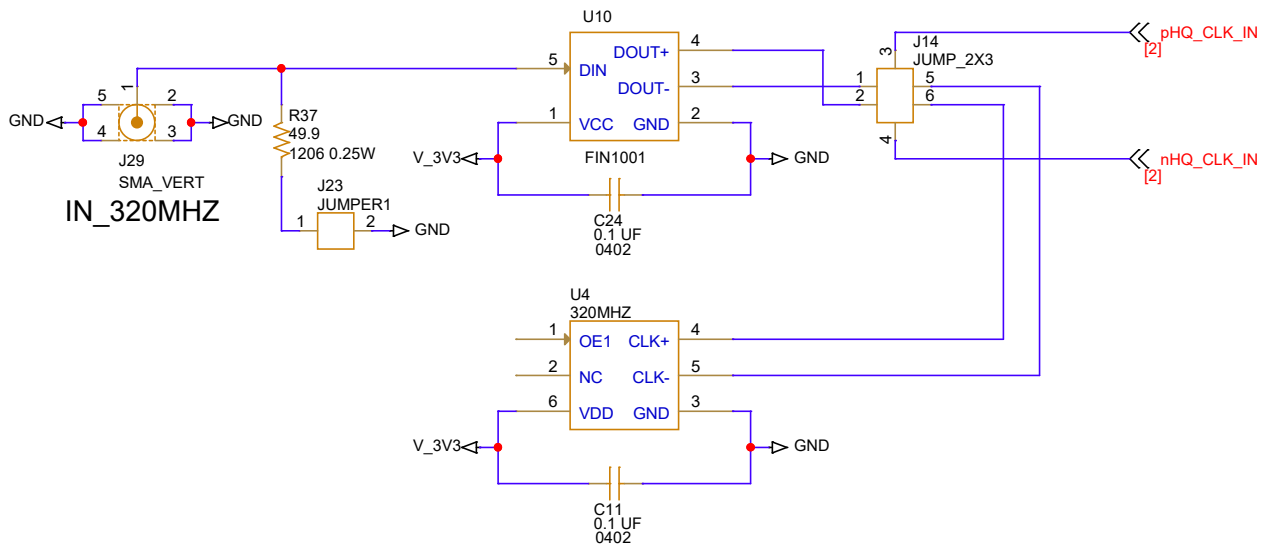 U10
5
DIN
DOUT+
4
DOUT-
3
1
VCC
GND
2
FIN1001
V_3V3
GND
C24
0.1 UF
0402
1
5
2
4
3
GND
GND
J29
SMA_VERT
IN_320MHZ
R37
49.9
1206 0.25W
J23
JUMPER1
1
2
GND
J14
JUMP_2X3
3
1
2
5
6
4
pHQ_CLK_IN
[2]
nHQ_CLK_IN
[2]
U4
320MHZ
1
OE1
CLK+
4
2
NC
CLK-
5
6
VDD
GND
3
V_3V3
GND
C11
0.1 UF
0402